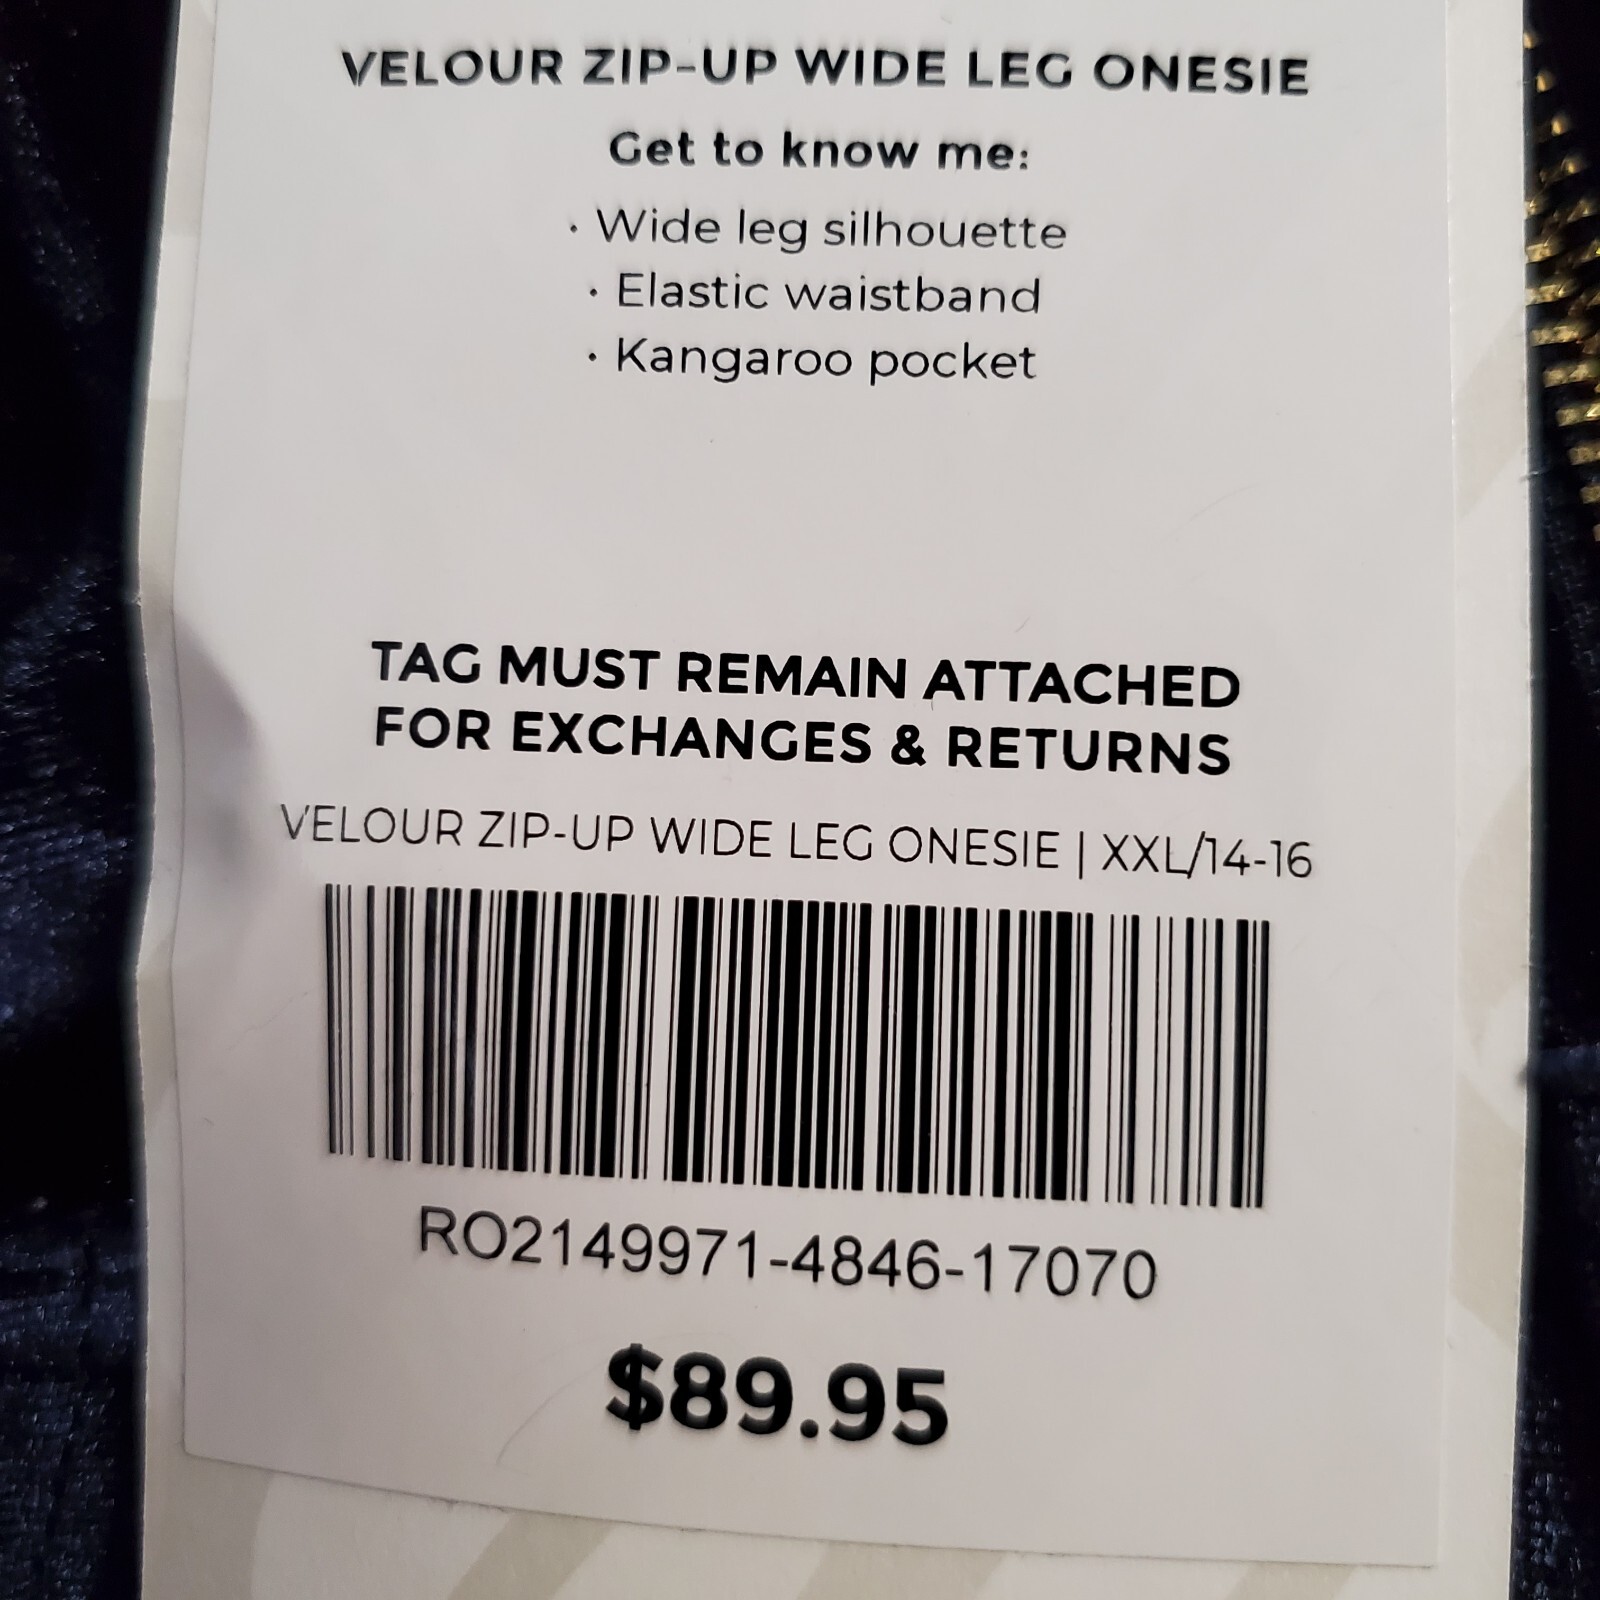 VELOUR ZIP-UP WIDE LEG ONESIE
Get to know me:
· Wide leg silhouette
· Elastic waistband
· Kangaroo pocket
TAG MUST REMAIN ATTACHED
FOR EXCHANGES & RETURNS
VELOUR ZIP-UP WIDE LEG ONESIE | XXL/14-16
RO2149971-4846-17070
$89.95